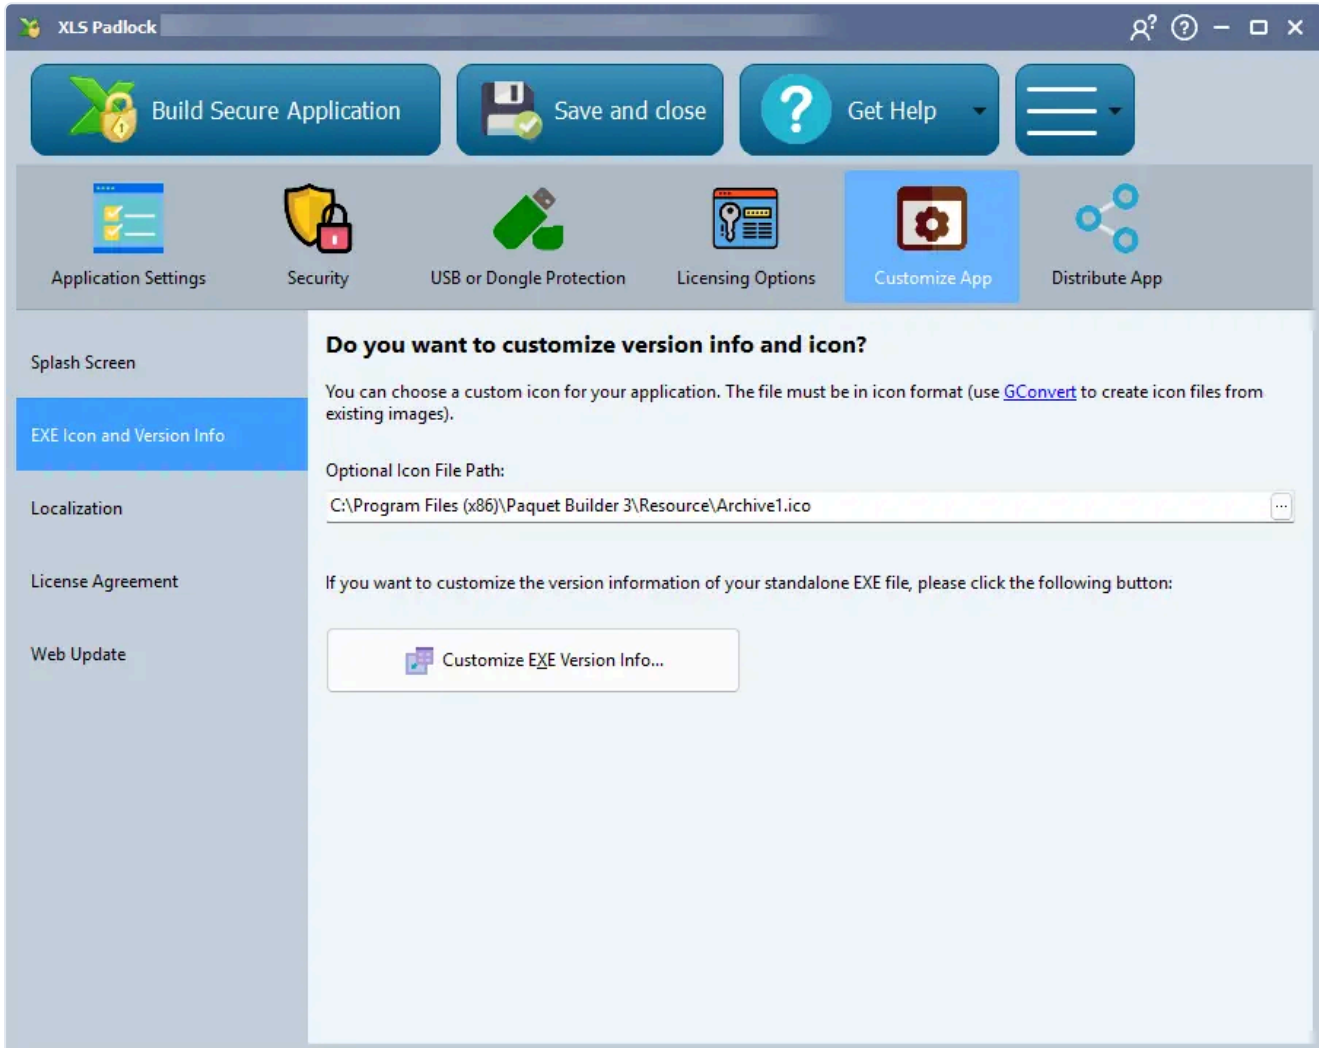 XLS Padlock
Build Secure Application
Save and close
Get Help
Application Settings
Security
USB or Dongle Protection
Licensing Options
Customize App
Distribute App
Splash Screen
EXE Icon and Version Info
Localization
License Agreement
Web Update
Do you want to customize version info and icon?
You can choose a custom icon for your application. The file must be in icon format (use GConvert to create icon files from
existing images).
Optional Icon File Path:
C:\Program Files (x86)\Paquet Builder 3\Resource\Archive1.ico
...
If you want to customize the version information of your standalone EXE file, please click the following button:
Customize EXE Version Info...